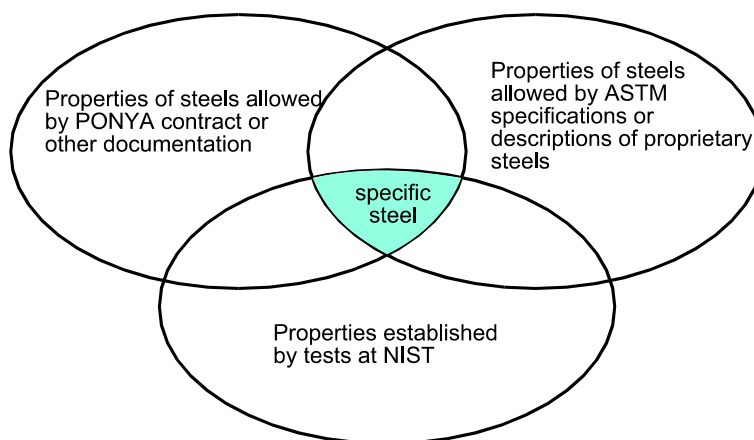 Properties of steels allowed
by PONYA contract or
other documentation
Properties of steels
allowed by ASTM
specifications or
descriptions of proprietary
steels
specific
steel
Properties established
by tests at NIST